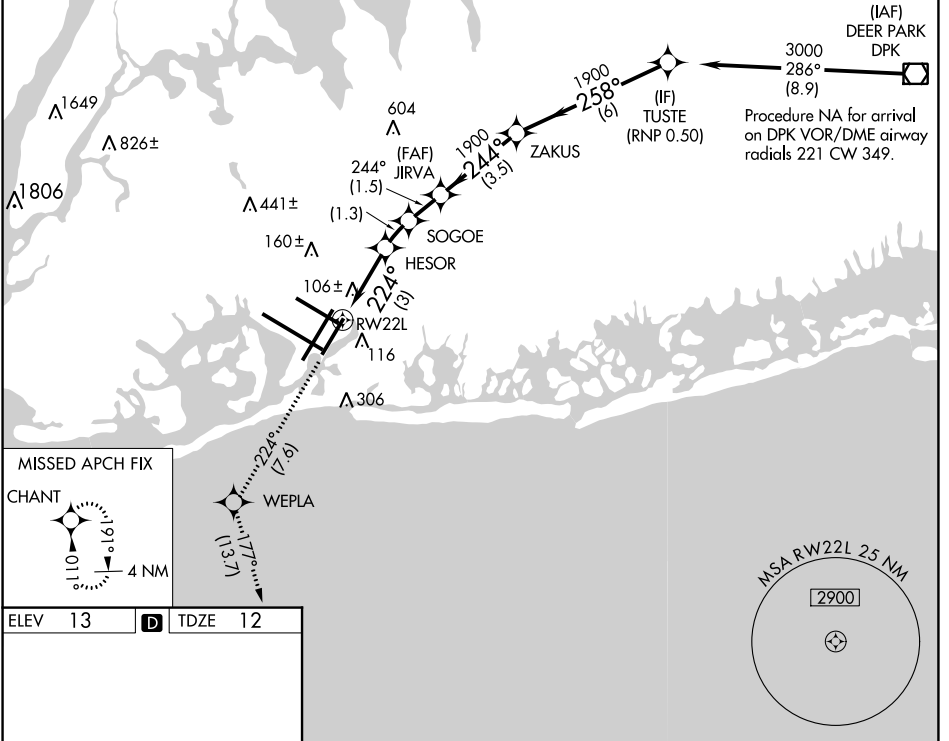 (IAF)
DEER PARK
DPK
3000
286°
(8.9)
1900
258°
(6)
(IF)
TUSTE
(RNP 0.50)
Procedure NA for arrival
on DPK VOR/DME airway
radials 221 CW 349.
1649
826±
1806
604
(FAF)
JIRVA
1900
244°
(3.5)
ZAKUS
244°
(1.5)
441±
(1.3)
SOGOE
160±
HESOR
106±
224°
(3)
RW22L
116
306
224°
(7.6)
WEPLA
177°
(13.7)
MISSED APCH FIX
CHANT
191°
011°
4 NM
MSA RW22L 25 NM
2900
ELEV 13 D TDZE 12